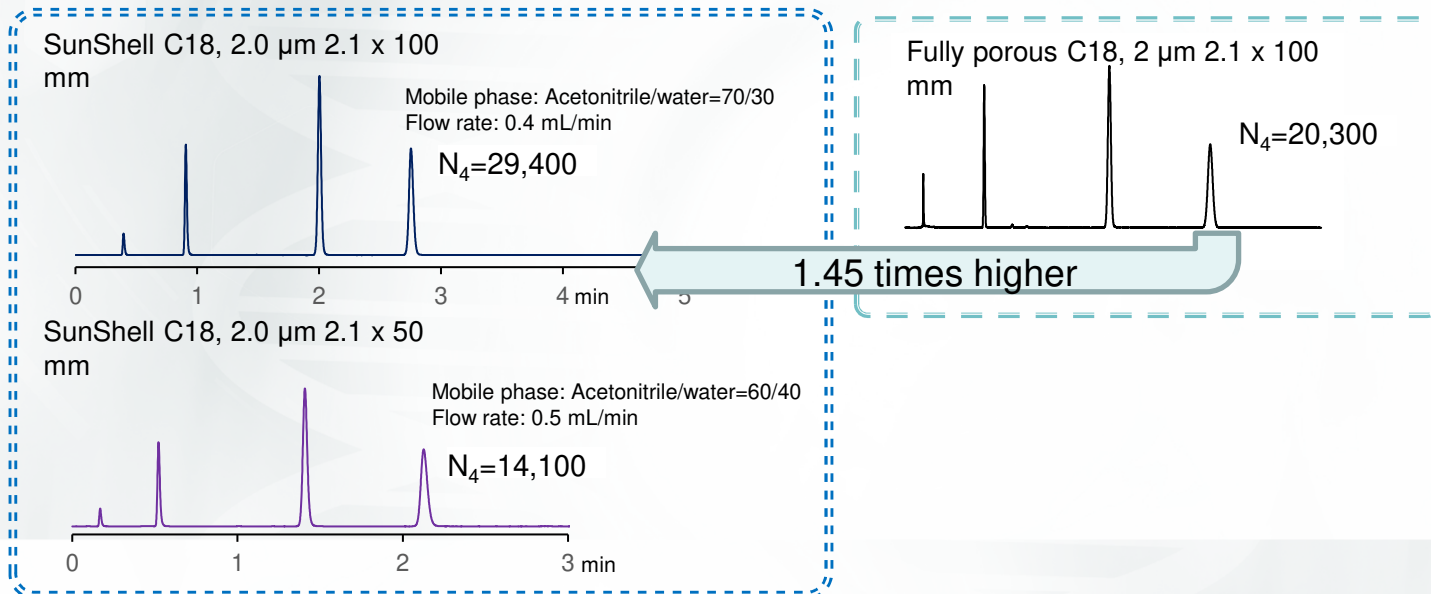 SunShell C18, 2.0 µm 2.1 x 100
mm
Mobile phase: Acetonitrile/water=70/30
Flow rate: 0.4 mL/min
N₄=29,400
0 1 2 3 4 min 5
SunShell C18, 2.0 µm 2.1 x 50
mm
Mobile phase: Acetonitrile/water=60/40
Flow rate: 0.5 mL/min
N₄=14,100
0 1 2 3 min
Fully porous C18, 2 µm 2.1 x 100
mm
N₄=20,300
1.45 times higher